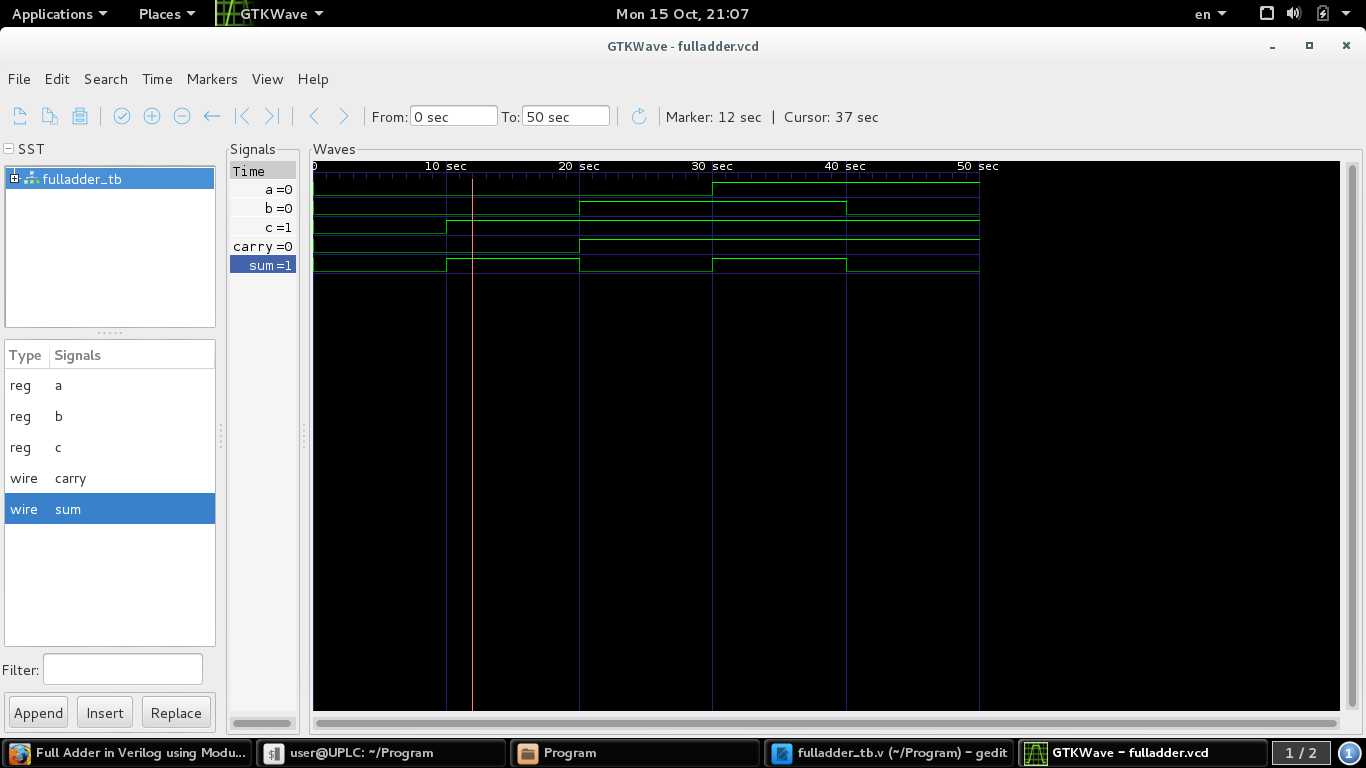 Applications Places GTKWave Mon 15 Oct, 21:07 en
GTKWave - fulladder.vcd
File Edit Search Time Markers View Help
From: 0 sec To: 50 sec Marker: 12 sec | Cursor: 37 sec
SST
fulladder_tb
Type Signals
reg a
reg b
reg c
wire carry
wire sum
Filter:
Append Insert Replace
Signals
Time
a=0
b=0
c=1
carry=0
sum=1
Waves
0 10 sec 20 sec 30 sec 40 sec 50 sec
Full Adder in Verilog using Modu... user@UPLC: ~/Program Program fulladder_tb.v (~/Program) - gedit GTKWave - fulladder.vcd 1 / 2 1